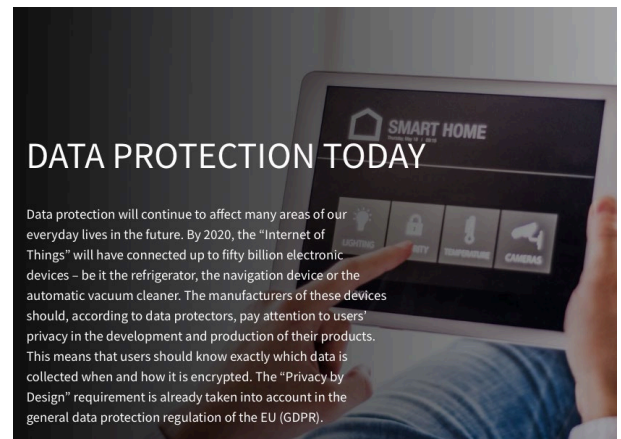 SMART HOME
DATA PROTECTION TODAY
LIGHTING
TEMPERATURE
CAMERAS
Data protection will continue to affect many areas of our
everyday lives in the future. By 2020, the “Internet of
Things” will have connected up to fifty billion electronic
devices – be it the refrigerator, the navigation device or the
automatic vacuum cleaner. The manufacturers of these devices
should, according to data protectors, pay attention to users’
privacy in the development and production of their products.
This means that users should know exactly which data is
collected when and how it is encrypted. The “Privacy by
Design” requirement is already taken into account in the
general data protection regulation of the EU (GDPR).